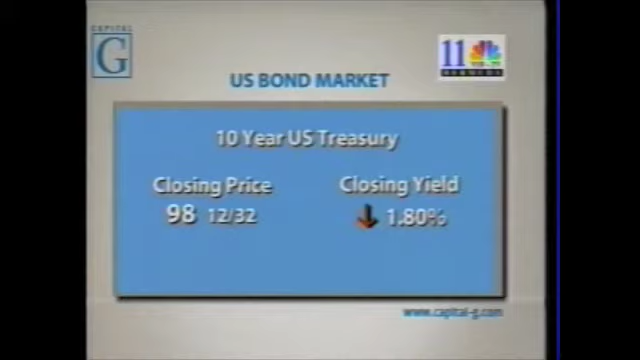 CAPITAL
G
11
BERMUDA
US BOND MARKET
10 Year US Treasury
Closing Price
Closing Yield
98 12/32
1.80%
www.capital-g.com